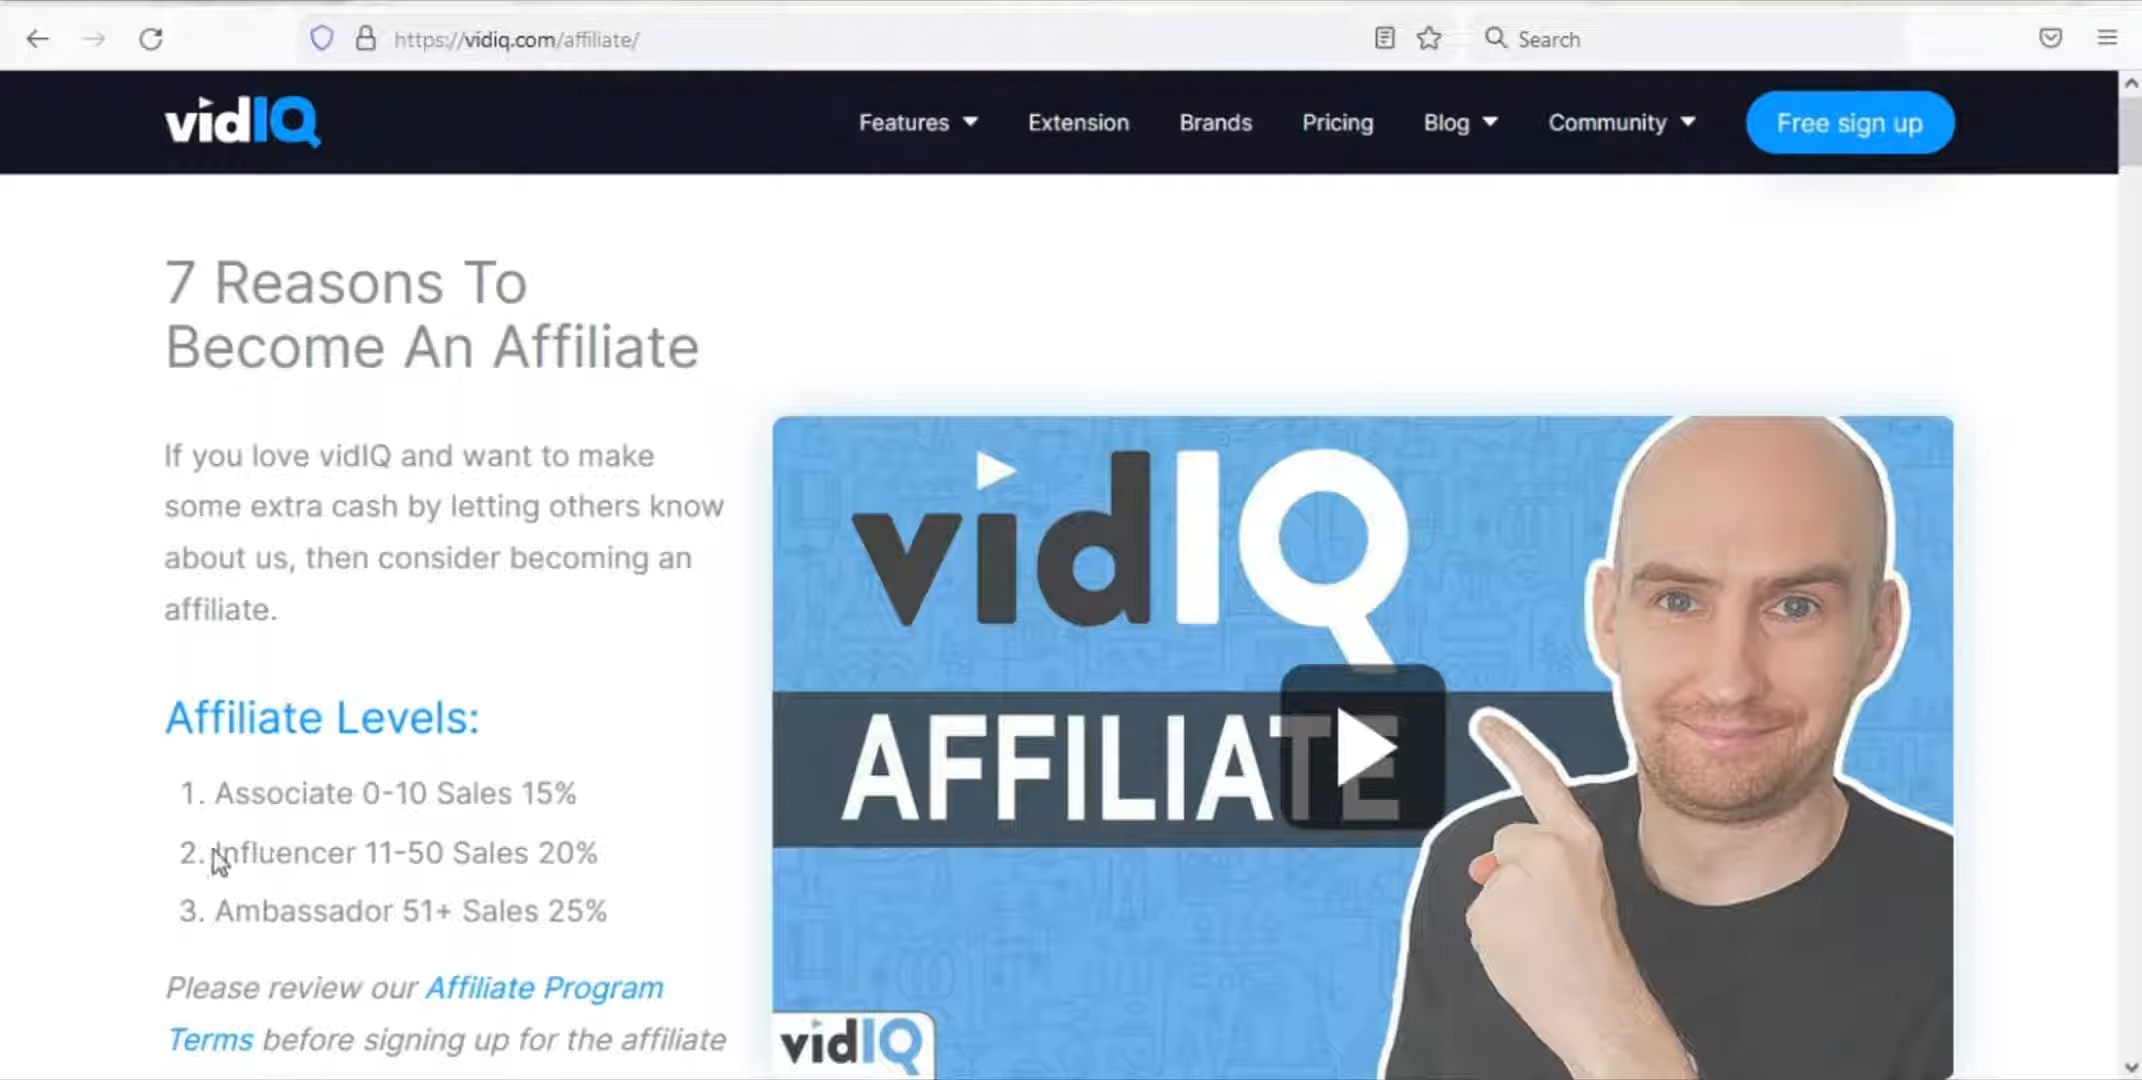 https://vidiq.com/affiliate/
Search
vidIQ
Features
Extension
Brands
Pricing
Blog
Community
Free sign up
7 Reasons To
Become An Affiliate
If you love vidIQ and want to make
some extra cash by letting others know
about us, then consider becoming an
affiliate.
Affiliate Levels:
1. Associate 0-10 Sales 15%
2. Influencer 11-50 Sales 20%
3. Ambassador 51+ Sales 25%
Please review our Affiliate Program
Terms before signing up for the affiliate
vidIQ
AFFILIATE
vidIQ